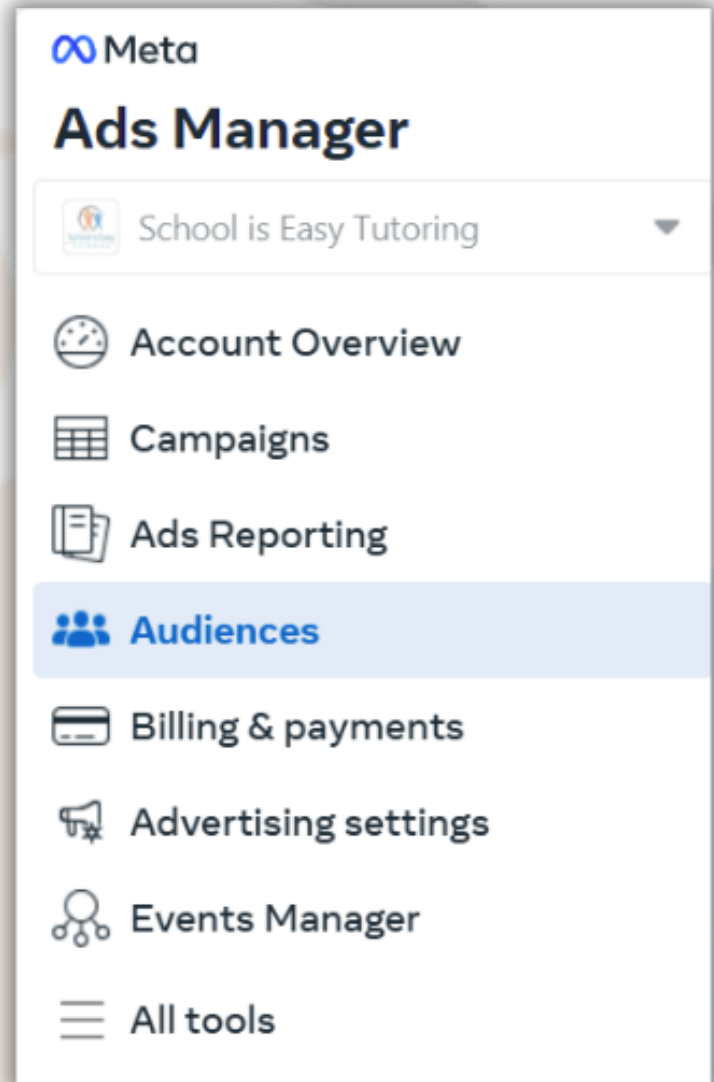 Meta
Ads Manager
School is Easy Tutoring
Account Overview
Campaigns
Ads Reporting
Audiences
Billing & payments
Advertising settings
Events Manager
All tools